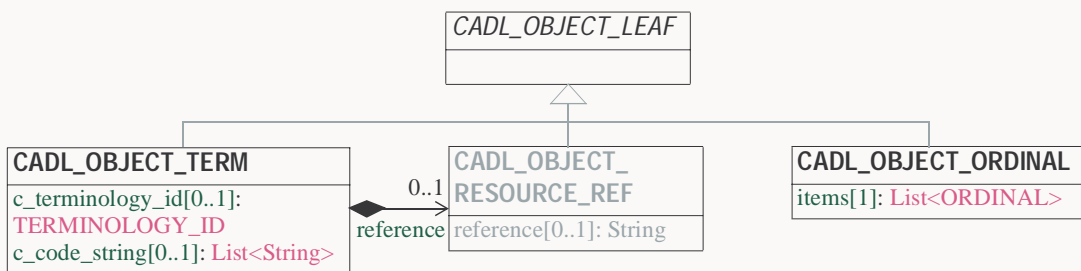 CADL_OBJECT_LEAF
CADL_OBJECT_TERM
c_terminology_id[0..1]:
TERMINOLOGY_ID
c_code_string[0..1]: List<String>
0..1
reference
CADL_OBJECT_
RESOURCE_REF
reference[0..1]: String
CADL_OBJECT_ORDINAL
items[1]: List<ORDINAL>